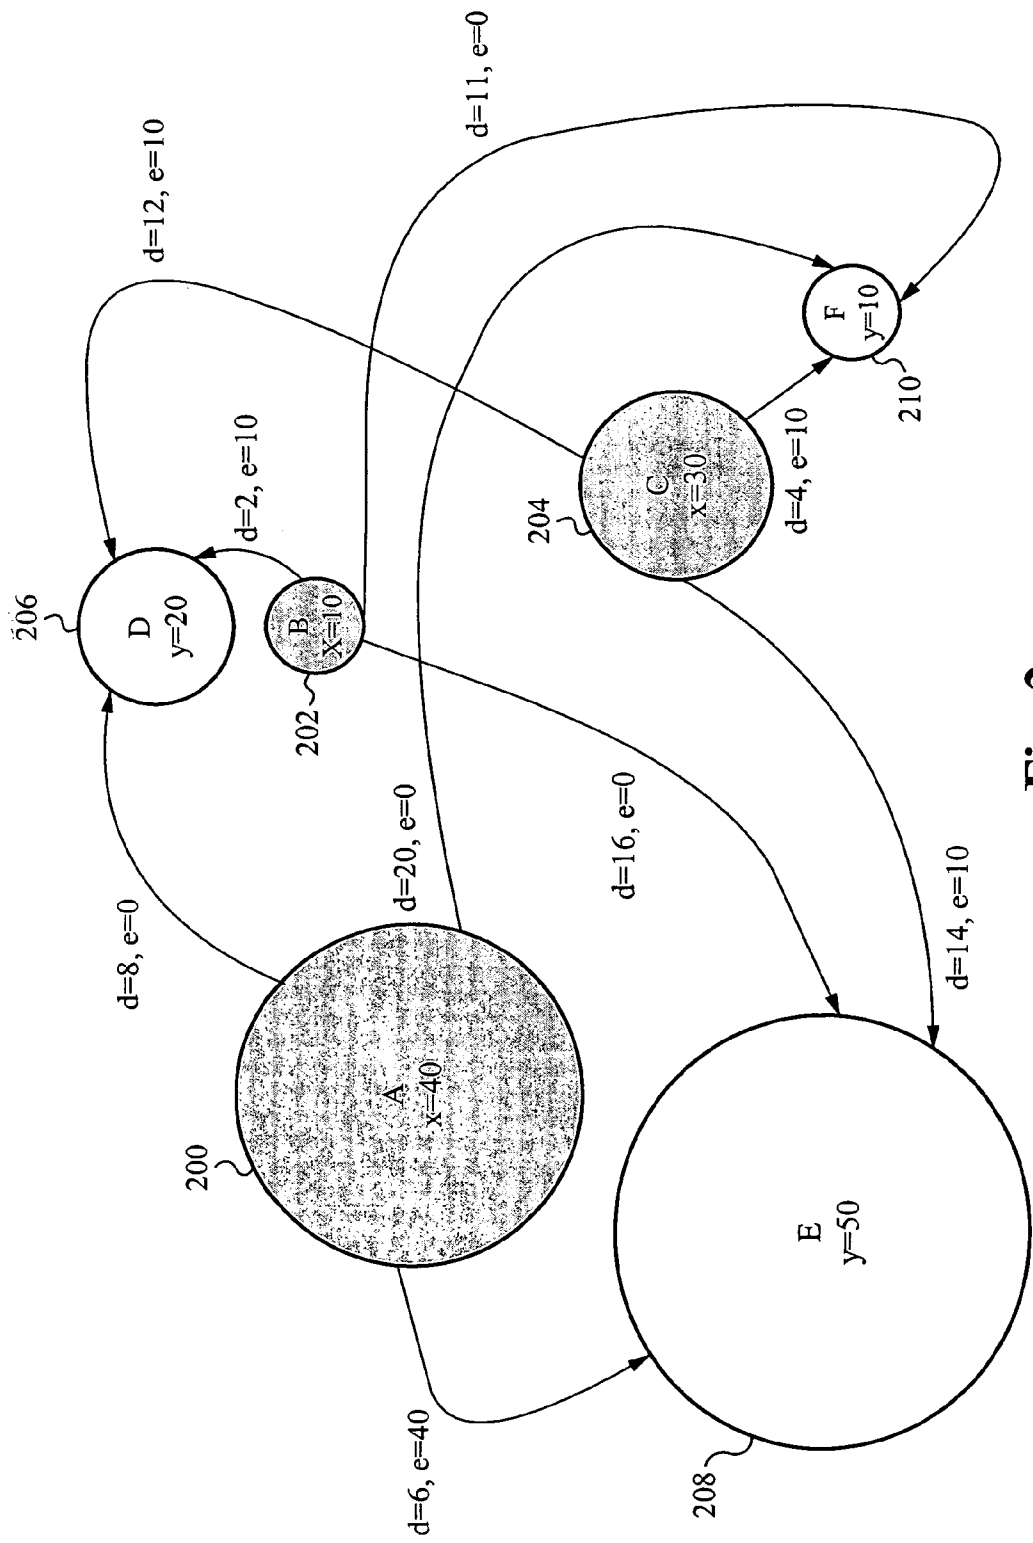 206
d=8, e=0
D
y=20
d=12, e=10
200
d=2, e=10
202
B
X=10
A
x=40
d=20, e=0
d=6, e=40
d=11, e=0
204
d=16, e=0
C
x=30
208
d=4, e=10
E
y=50
F
y=10
210
d=14, e=10